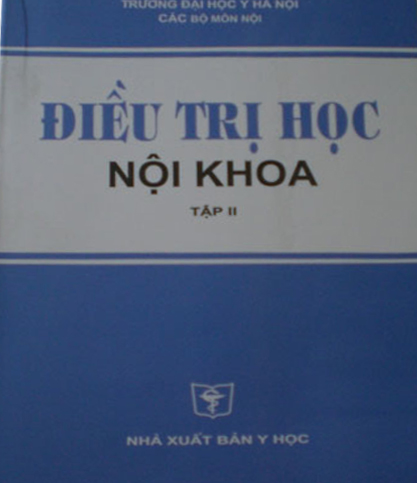 TRƯỜNG ĐẠI HỌC Y HÀ NỘI
CÁC BỘ MÔN NỘI
ĐIỀU TRỊ HỌC
NỘI KHOA
TẬP II
NHÀ XUẤT BẢN Y HỌC